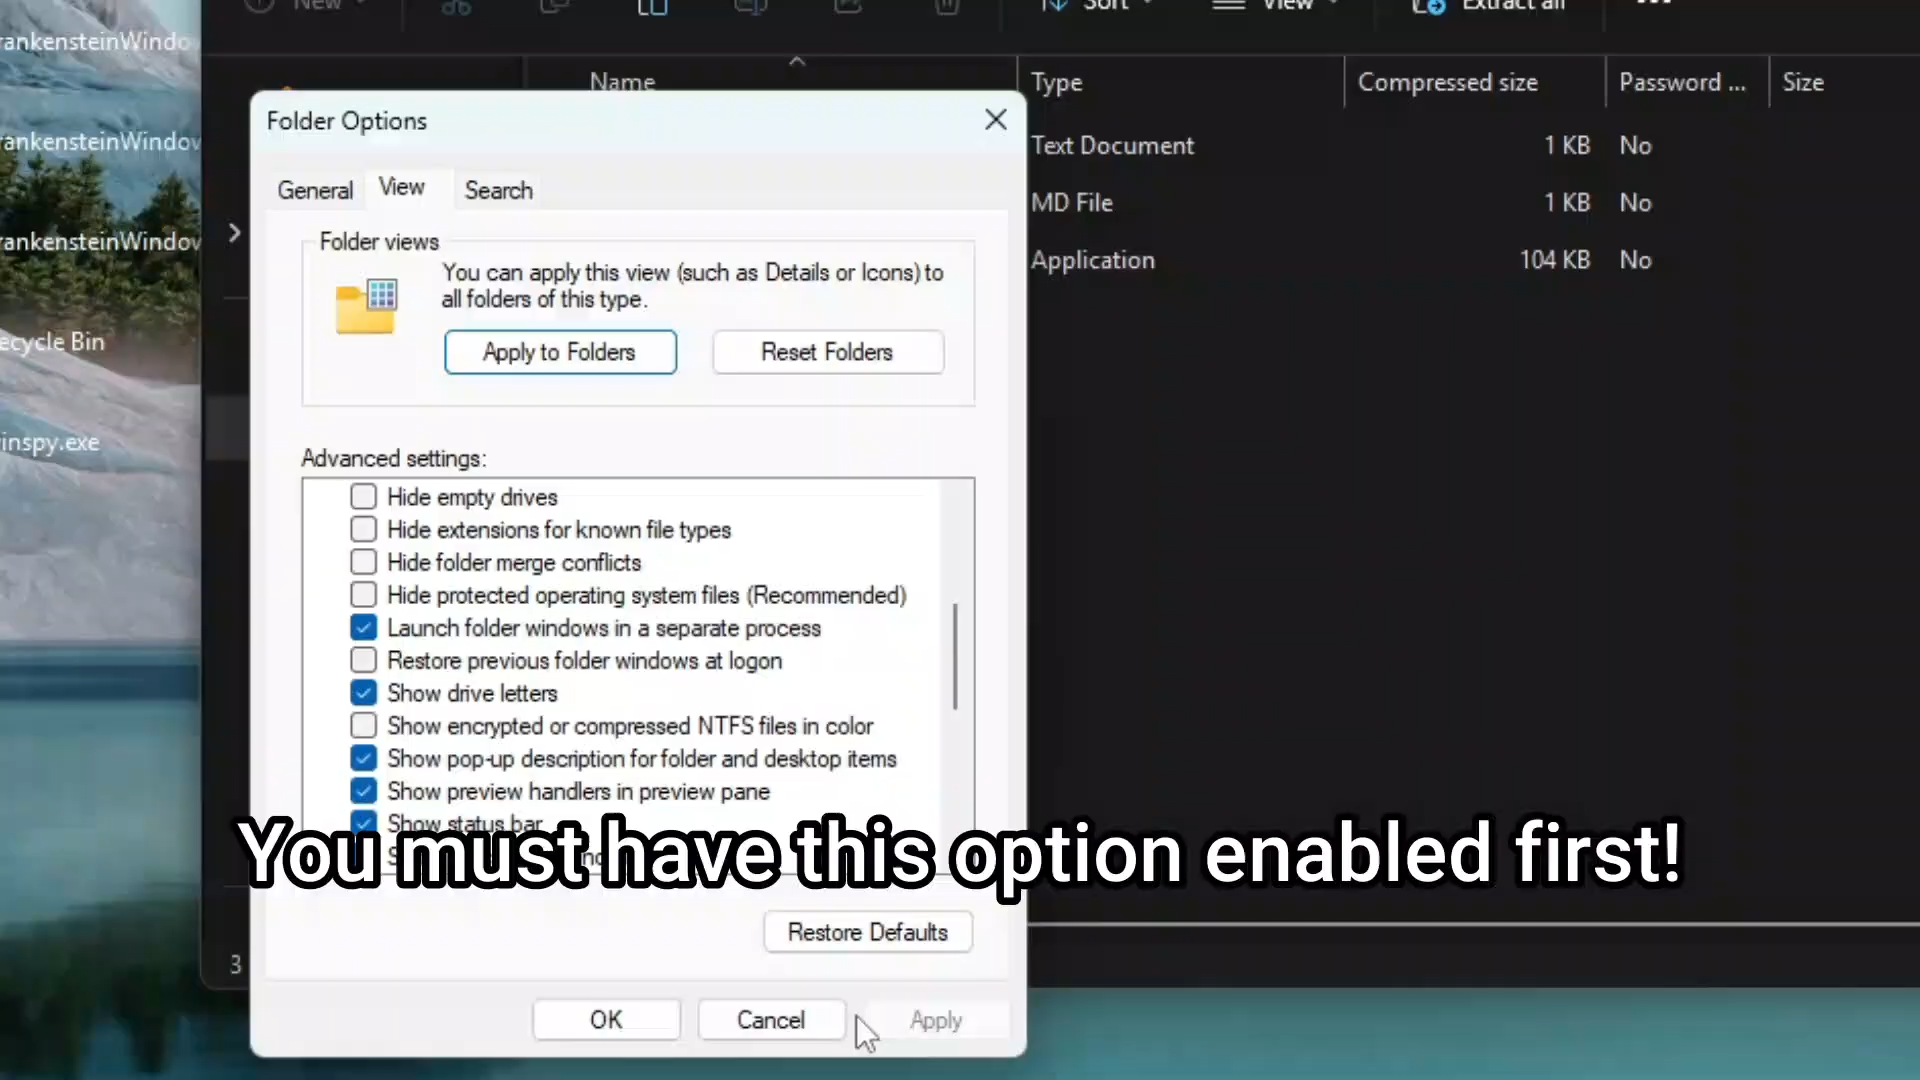 New
Sort
View
Extract all
rankensteinWindo
Name
Type
Compressed size
Password ...
Size
Folder Options
rankensteinWindov
Text Document
1 KB
No
General
View
Search
MD File
1 KB
No
rankensteinWindov
Folder views
You can apply this view (such as Details or Icons) to
all folders of this type.
Application
104 KB
No
ecycle Bin
Apply to Folders
Reset Folders
inspy.exe
Advanced settings:
Hide empty drives
Hide extensions for known file types
Hide folder merge conflicts
Hide protected operating system files (Recommended)
Launch folder windows in a separate process
Restore previous folder windows at logon
Show drive letters
Show encrypted or compressed NTFS files in color
Show pop-up description for folder and desktop items
Show preview handlers in preview pane
Show status bar
You must have this option enabled first!
Restore Defaults
3
OK
Cancel
Apply